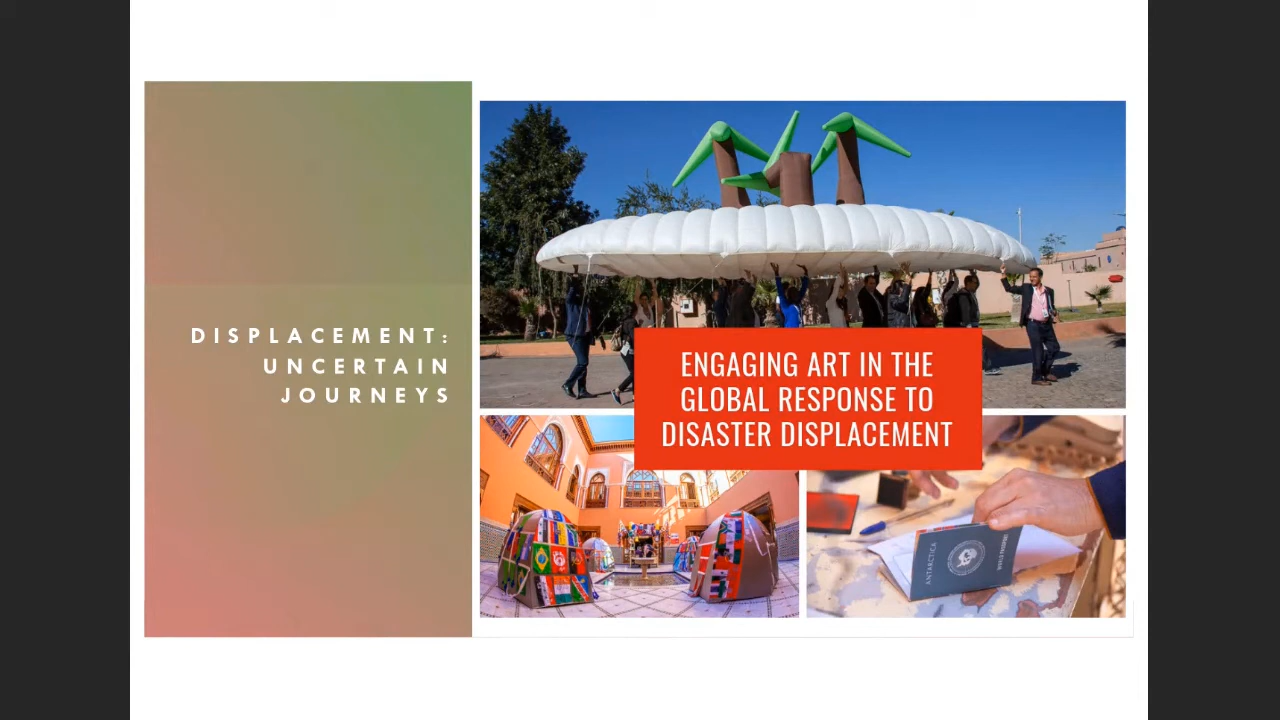 DISPLACEMENT:
UNCERTAIN
JOURNEYS
ENGAGING ART IN THE
GLOBAL RESPONSE TO
DISASTER DISPLACEMENT
ANTARCTICA